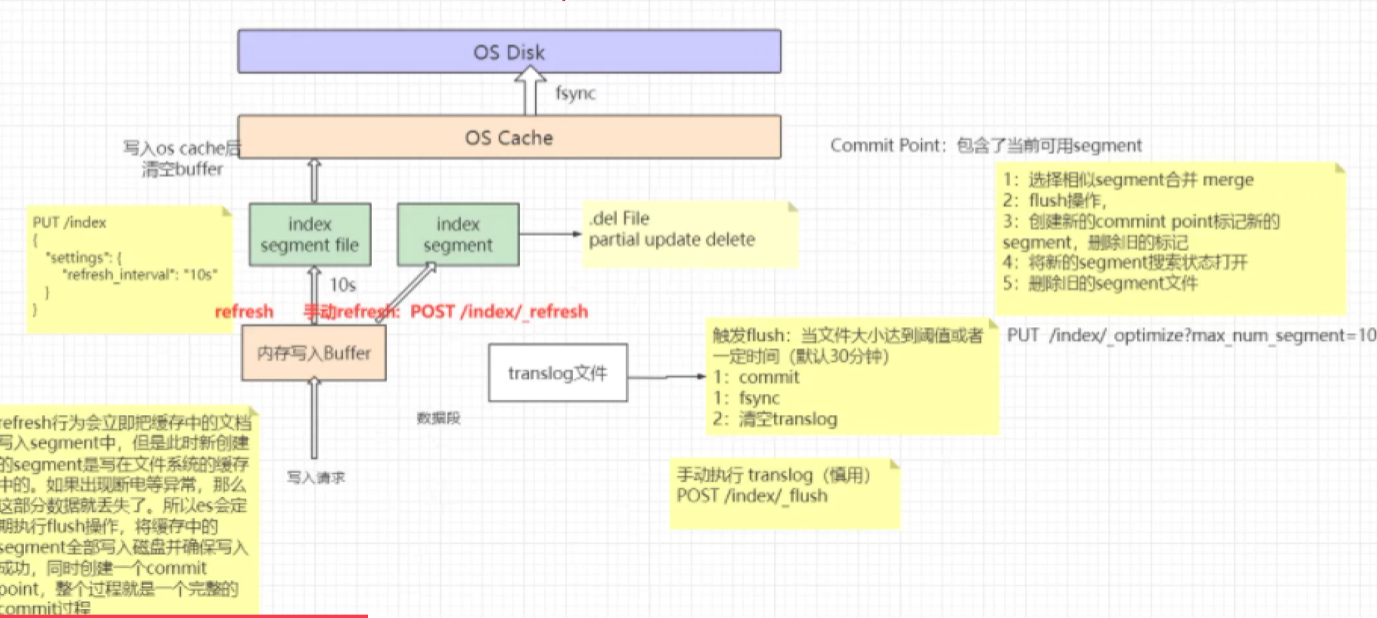 OS Disk
fsync
OS Cache
写入os cache后
清空buffer
Commit Point：包含了当前可用segment
1：选择相似segment合并 merge
2：flush操作，
3：创建新的commint point标记新的
segment，删除旧的标记
4：将新的segment搜索状态打开
5：删除旧的segment文件
PUT /index
{
"settings": {
"refresh_interval": "10s"
}
}
index
segment file
index
segment
.del File
partial update delete
10s
refresh 手动refresh：POST /index/_refresh
内存写入Buffer
translog文件
触发flush：当文件大小达到阈值或者
一定时间（默认30分钟）
1：commit
1：fsync
2：清空translog
PUT /index/_optimize?max_num_segment=10
数据段
写入请求
手动执行 translog（慎用）
POST /index/_flush
refresh行为会立即把缓存中的文档
写入segment中，但是此时新创建
的segment是写在文件系统的缓存
中的。如果出现断电等异常，那么
这部分数据就丢失了。所以es会定
期执行flush操作，将缓存中的
segment全部写入磁盘并确保写入
成功，同时创建一个commit
point，整个过程就是一个完整的
commit过程